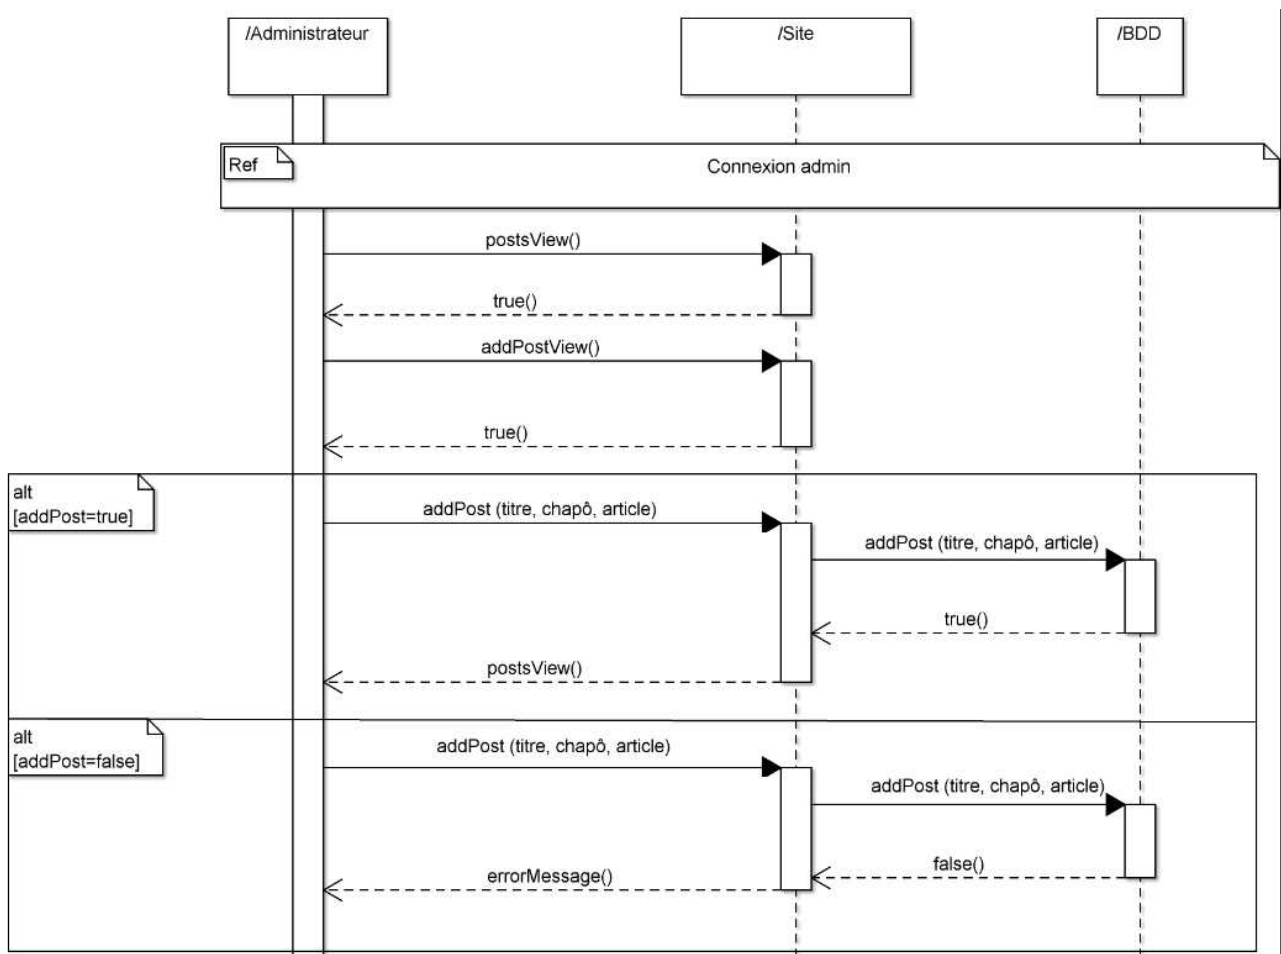 /Administrateur
/Site
/BDD
Ref
Connexion admin
postsView()
true()
addPostView()
true()
alt
[addPost=true]
addPost (titre, chapô, article)
addPost (titre, chapô, article)
true()
postsView()
alt
[addPost=false]
addPost (titre, chapô, article)
addPost (titre, chapô, article)
false()
errorMessage()